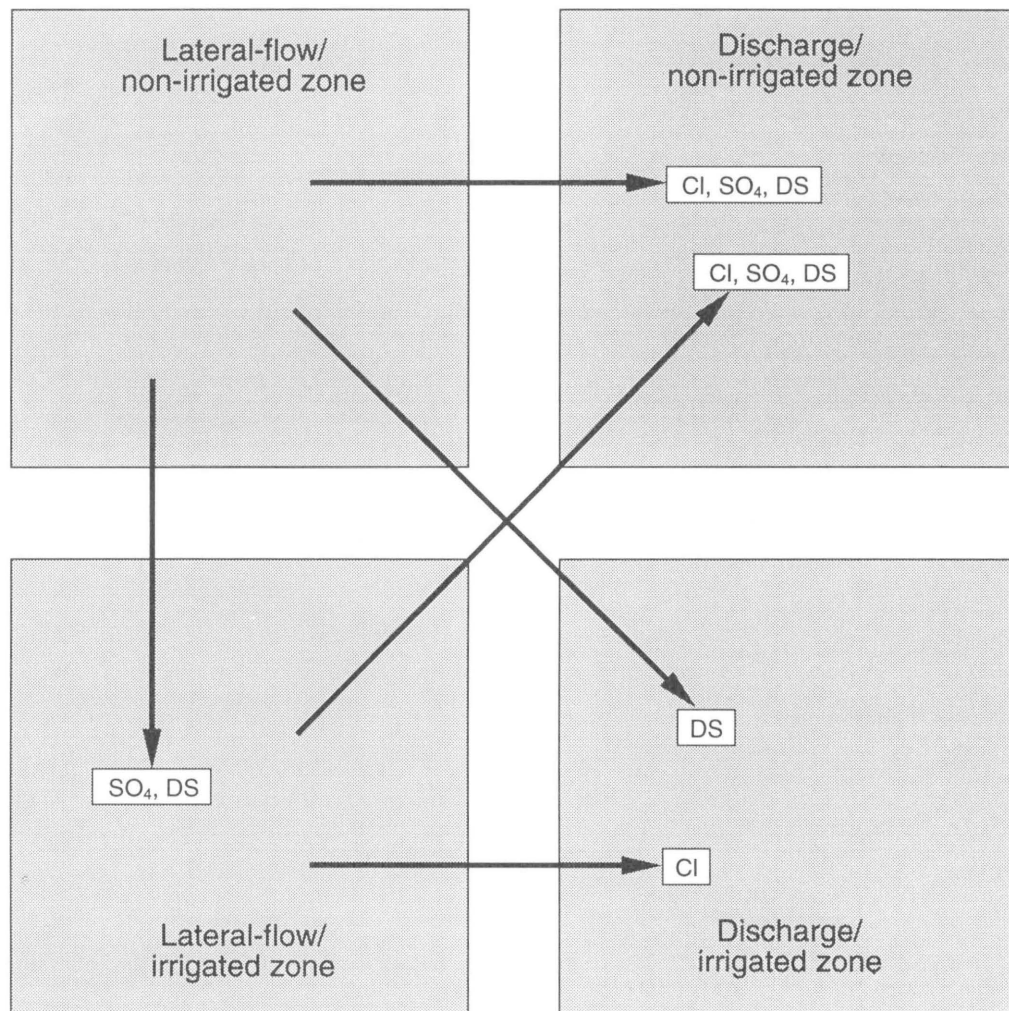 Lateral-flow/
non-irrigated zone
Discharge/
non-irrigated zone
Cl, SO₄, DS
Cl, SO₄, DS
DS
SO₄, DS
Cl
Lateral-flow/
irrigated zone
Discharge/
irrigated zone